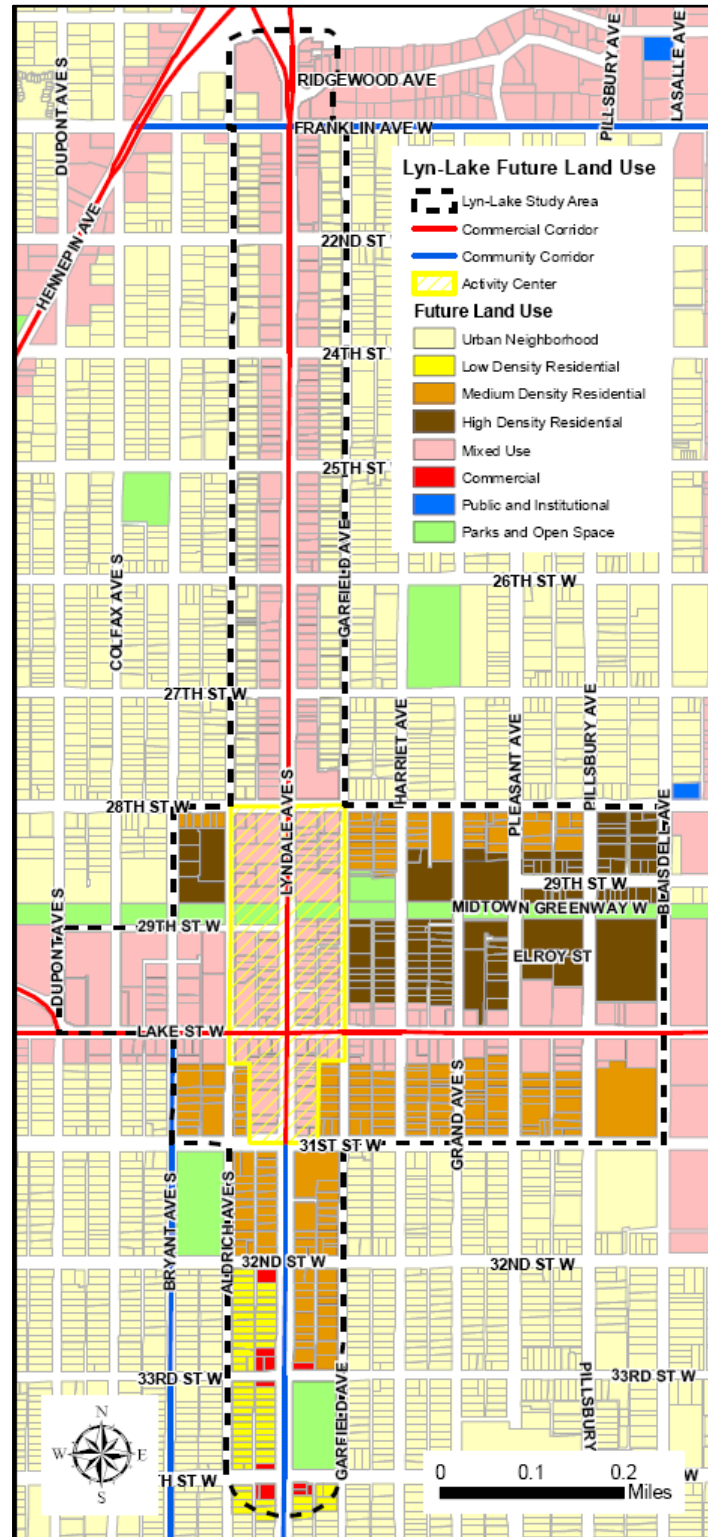 DUPONT AVE S
PILLSBURY AVE
LASALLE AVE
RIDGEWOOD AVE
FRANKLIN AVE W
HENNEPIN AVE
Lyn-Lake Future Land Use
Lyn-Lake Study Area
Commercial Corridor
Community Corridor
Activity Center
Future Land Use
Urban Neighborhood
Low Density Residential
Medium Density Residential
High Density Residential
Mixed Use
Commercial
Public and Institutional
Parks and Open Space
22ND ST
24TH ST
25TH ST
COLFAX AVE S
GARFIELD AVE
26TH ST W
27TH ST W
HARRIET AVE
PLEASANT AVE
PILLSBURY AVE
28TH ST W
LYNDALE AVE S
BLAISDELL AVE
29TH ST W
MIDTOWN GREENWAY W
DUPONT AVE S
29TH ST W
ELROY ST
LAKE ST W
GRAND AVE S
31ST ST W
BRYANT AVE S
ALDRICH AVE S
32ND ST W
32ND ST W
33RD ST W
33RD ST W
GARFIELD AVE
PILLSBURY
N
W E
S
TH ST W
0 0.1 0.2
Miles